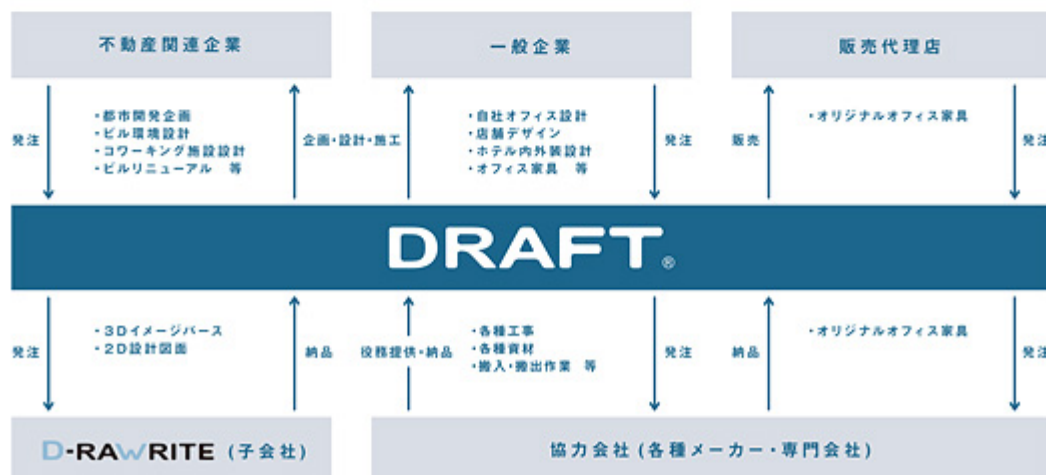 不動産関連企業
一般企業
販売代理店
発注
・都市開発企画
・ビル環境設計
・コワーキング施設設計
・ビルリニューアル 等
企画・設計・施工
・自社オフィス設計
・店舗デザイン
・ホテル内外装設計
・オフィス家具 等
発注
販売
・オリジナルオフィス家具
発注
DRAFT®
発注
・3Dイメージパース
・2D設計図面
納品
役務提供・納品
・各種工事
・各種資材
・搬入・搬出作業 等
発注
納品
・オリジナルオフィス家具
発注
D-RAWRITE (子会社)
協力会社 (各種メーカー・専門会社)